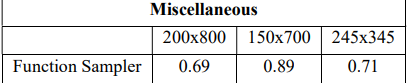 Miscellaneous
200x800 150x700 245x345
Function Sampler 0.69 0.89 0.71